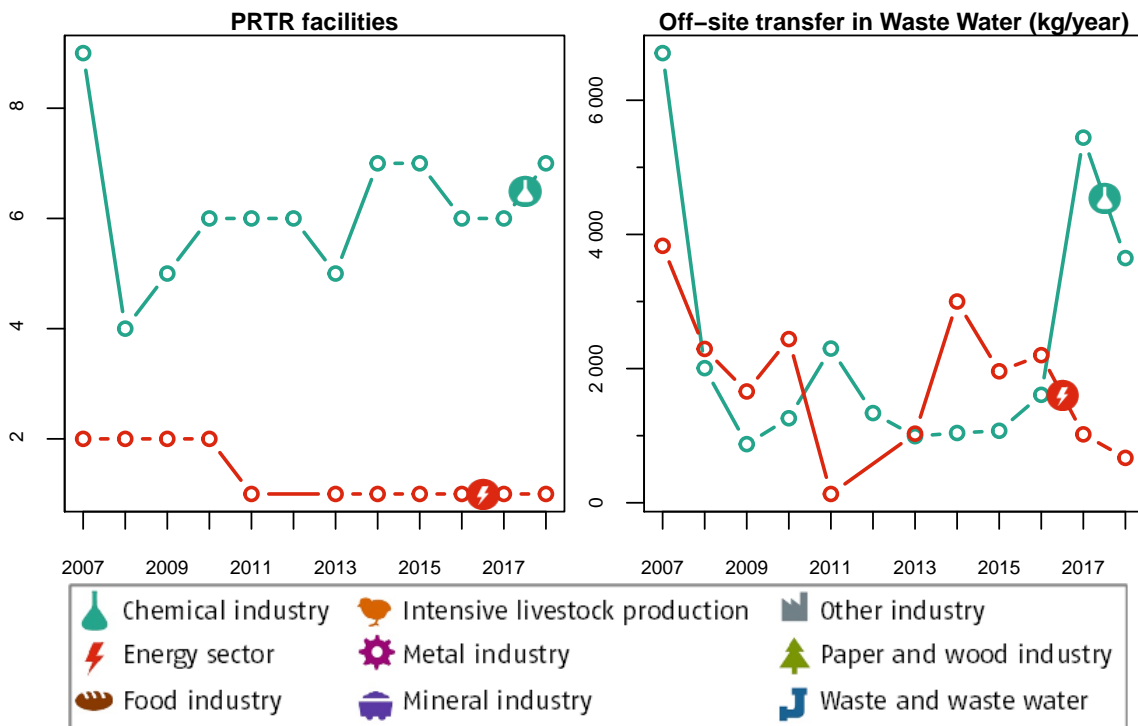 PRTR facilities
8
6
4
2
2007 2009 2011 2013 2015 2017
Off−site transfer in Waste Water (kg/year)
6 000
4 000
2 000
0
2007 2009 2011 2013 2015 2017
Chemical industry Intensive livestock production Other industry
Energy sector Metal industry Paper and wood industry
Food industry Mineral industry Waste and waste water